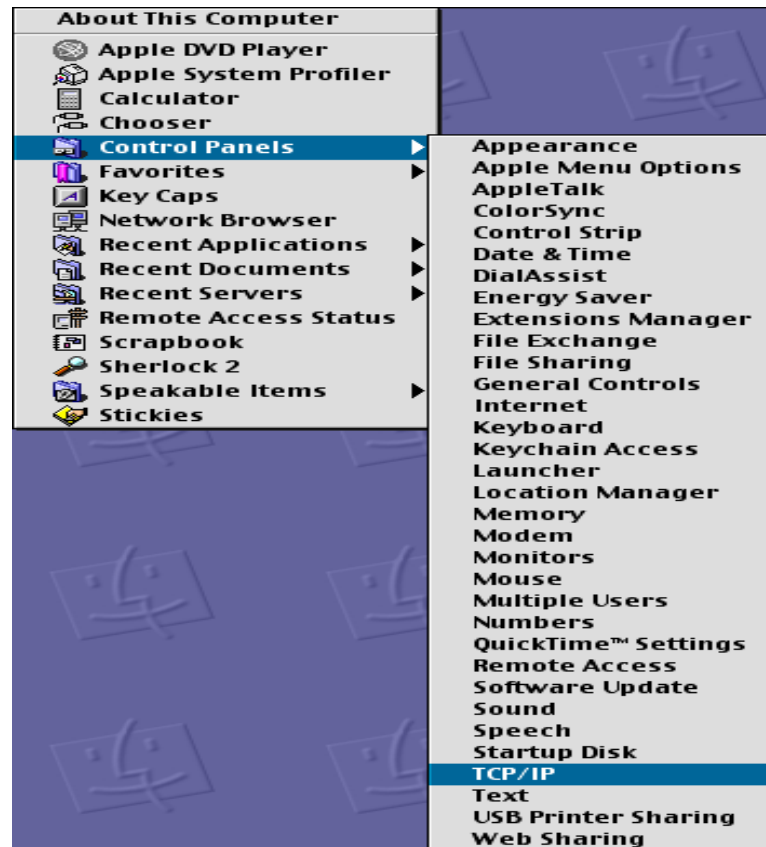 About This Computer
Apple DVD Player
Apple System Profiler
Calculator
Chooser
Control Panels
Favorites
Key Caps
Network Browser
Recent Applications
Recent Documents
Recent Servers
Remote Access Status
Scrapbook
Sherlock 2
Speakable Items
Stickies
Appearance
Apple Menu Options
AppleTalk
ColorSync
Control Strip
Date & Time
DialAssist
Energy Saver
Extensions Manager
File Exchange
File Sharing
General Controls
Internet
Keyboard
Keychain Access
Launcher
Location Manager
Memory
Modem
Monitors
Mouse
Multiple Users
Numbers
QuickTime™ Settings
Remote Access
Software Update
Sound
Speech
Startup Disk
TCP/IP
Text
USB Printer Sharing
Web Sharing